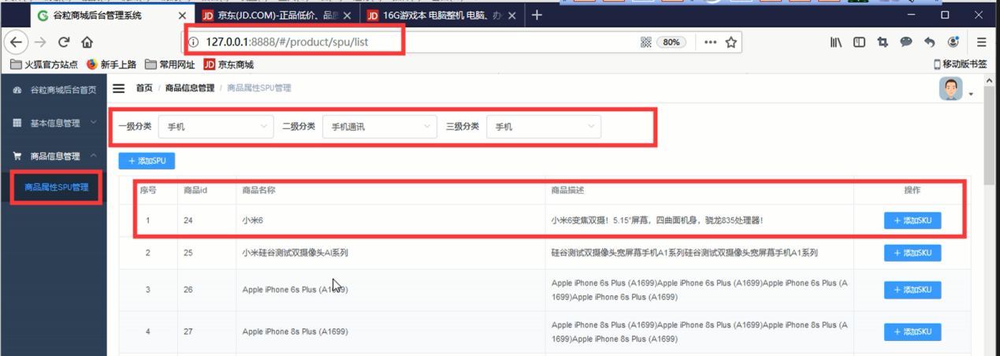 谷粒商城后台管理系统
京东(JD.COM)-正品低价、品质
16G游戏本 电脑整机 电脑、办
127.0.0.1:8888/#/product/spu/list
80%
火狐官方站点 新手上路 常用网址 京东商城 移动版书签
谷粒商城后台首页
首页 / 商品信息管理 / 商品属性SPU管理
基本信息管理
商品信息管理
商品属性SPU管理
一级分类 手机 二级分类 手机通讯 三级分类 手机
+ 添加SPU
序号 商品id 商品名称 商品描述 操作
1 24 小米6 小米6变焦双摄！5.15"屏幕，四曲面机身，骁龙835处理器！ + 添加SKU
2 25 小米硅谷测试双摄像头AI系列 硅谷测试双摄像头宽屏幕手机A1系列硅谷测试双摄像头宽屏幕手机A1系列 + 添加SKU
3 26 Apple iPhone 6s Plus (A1699) Apple iPhone 6s Plus (A1699)Apple iPhone 6s Plus (A1699)Apple iPhone 6s Plus (A
1699)Apple iPhone 6s Plus (A1699) + 添加SKU
4 27 Apple iPhone 8s Plus (A1699) Apple iPhone 8s Plus (A1699)Apple iPhone 8s Plus (A1699)Apple iPhone 8s Plus (A
1699)Apple iPhone 8s Plus (A1699) + 添加SKU